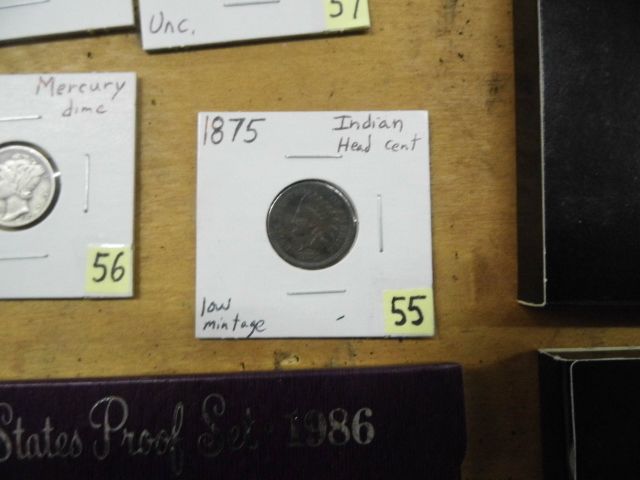 Unc.
57
Mercury
dime
56
1875
Indian
Head cent
low
mintage
55
States Proof Set 1986